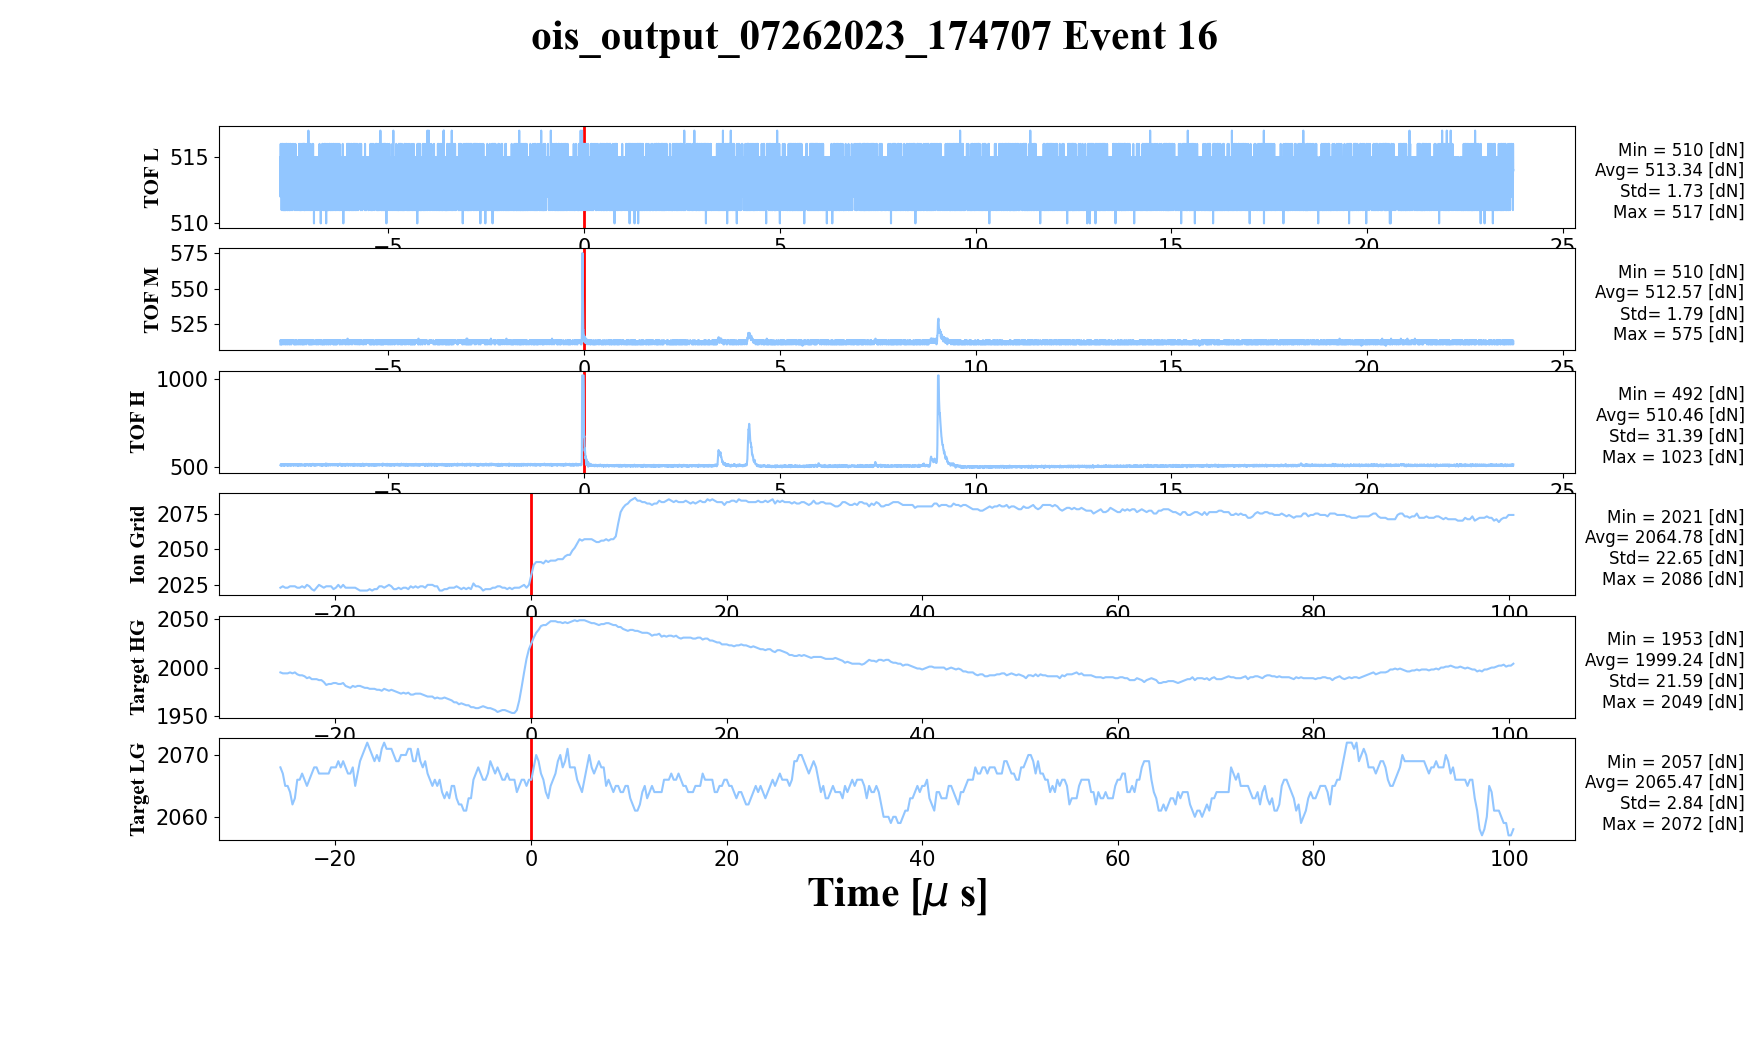 ois_output_07262023_174707 Event 16
TOF L
515
510
Min = 510 [dN]
Avg= 513.34 [dN]
Std= 1.73 [dN]
Max = 517 [dN]
−5 0 5 10 15 20 25
TOF M
575
550
525
Min = 510 [dN]
Avg= 512.57 [dN]
Std= 1.79 [dN]
Max = 575 [dN]
−5 0 5 10 15 20 25
TOF H
1000
500
Min = 492 [dN]
Avg= 510.46 [dN]
Std= 31.39 [dN]
Max = 1023 [dN]
−5 0 5 10 15 20 25
Ion Grid
2075
2050
2025
Min = 2021 [dN]
Avg= 2064.78 [dN]
Std= 22.65 [dN]
Max = 2086 [dN]
−20 0 20 40 60 80 100
Target HG
2050
2000
1950
Min = 1953 [dN]
Avg= 1999.24 [dN]
Std= 21.59 [dN]
Max = 2049 [dN]
−20 0 20 40 60 80 100
Target LG
2070
2060
Min = 2057 [dN]
Avg= 2065.47 [dN]
Std= 2.84 [dN]
Max = 2072 [dN]
−20 0 20 40 60 80 100
Time [μ s]